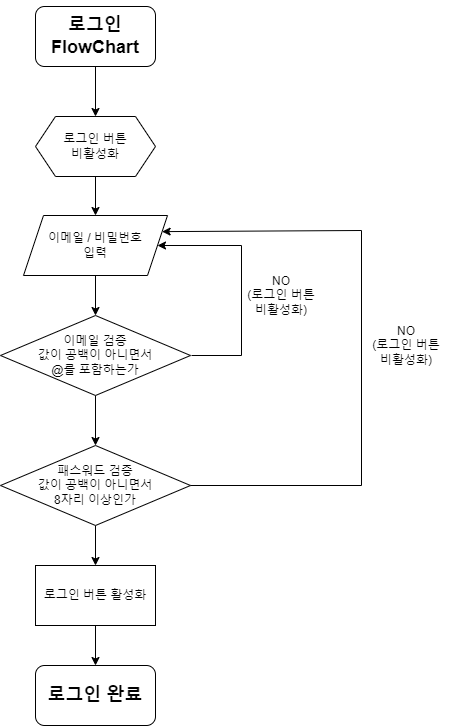 로그인
FlowChart
로그인 버튼
비활성화
이메일 / 비밀번호
입력
NO
(로그인 버튼
비활성화)
이메일 검증
값이 공백이 아니면서
@를 포함하는가
NO
(로그인 버튼
비활성화)
패스워드 검증
값이 공백이 아니면서
8자리 이상인가
로그인 버튼 활성화
로그인 완료